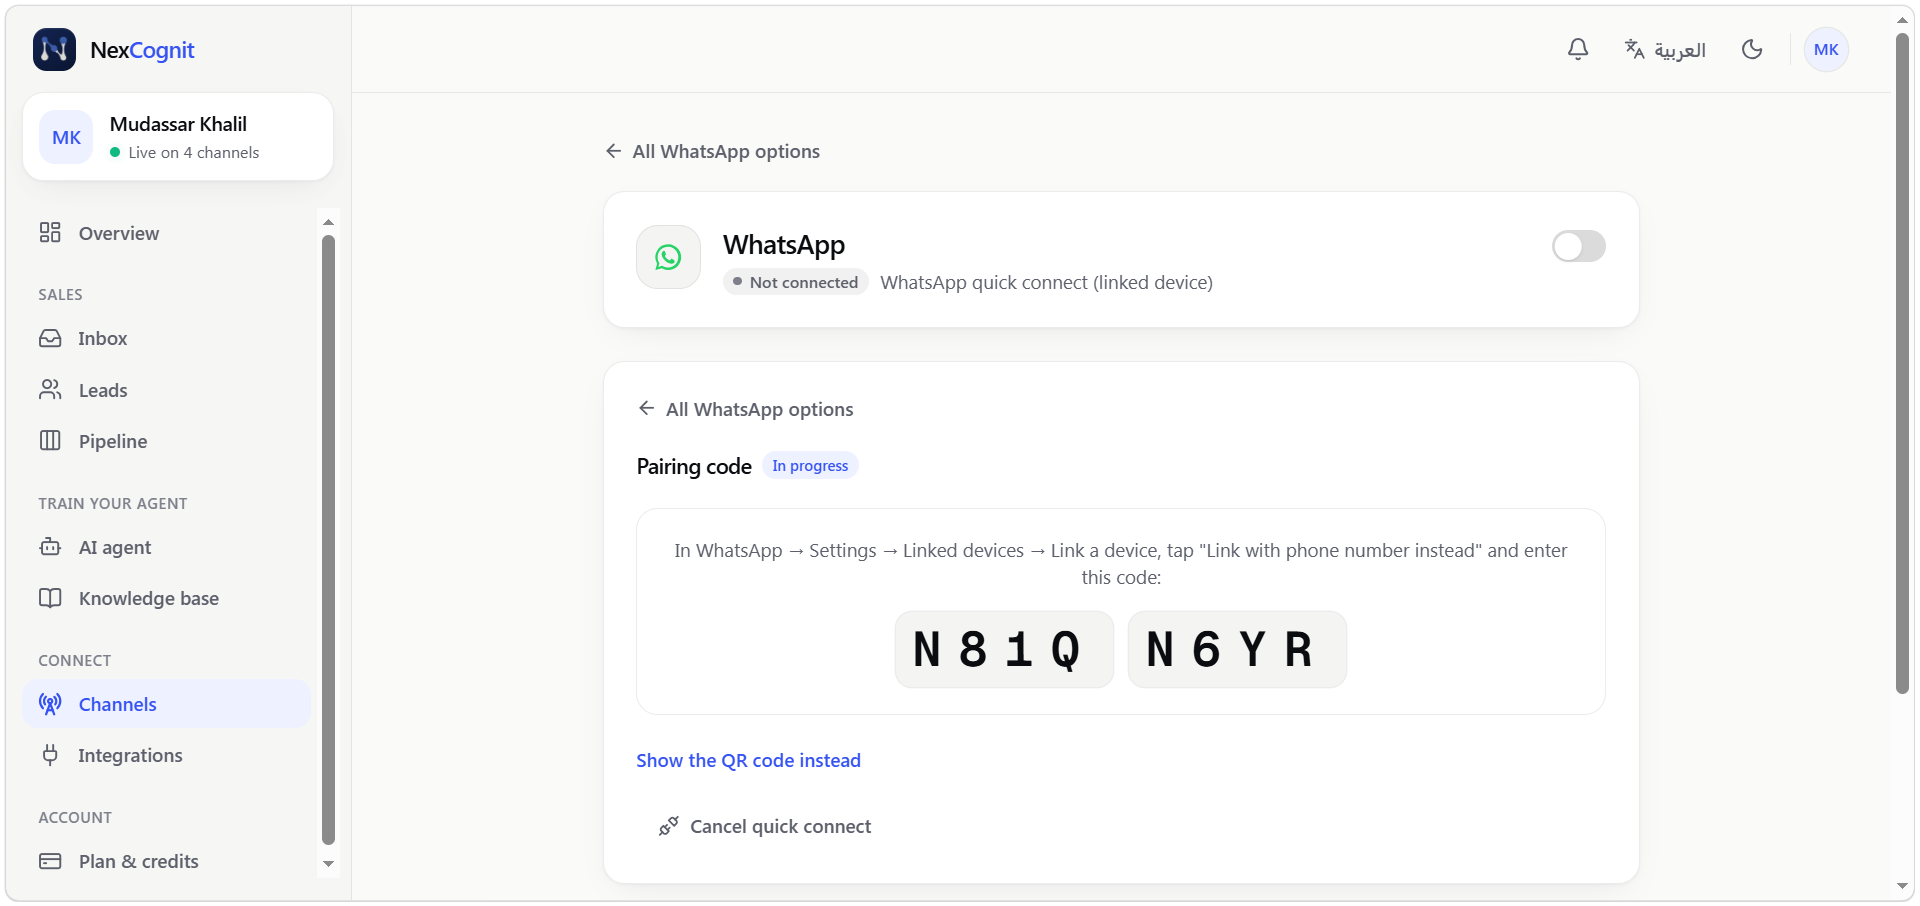 NexCognit
MK
Mudassar Khalil
Live on 4 channels
Overview
SALES
Inbox
Leads
Pipeline
TRAIN YOUR AGENT
AI agent
Knowledge base
CONNECT
Channels
Integrations
ACCOUNT
Plan & credits
العربية
MK
← All WhatsApp options
WhatsApp
Not connected WhatsApp quick connect (linked device)
← All WhatsApp options
Pairing code In progress
In WhatsApp → Settings → Linked devices → Link a device, tap "Link with phone number instead" and enter
this code:
N81Q N6YR
Show the QR code instead
Cancel quick connect